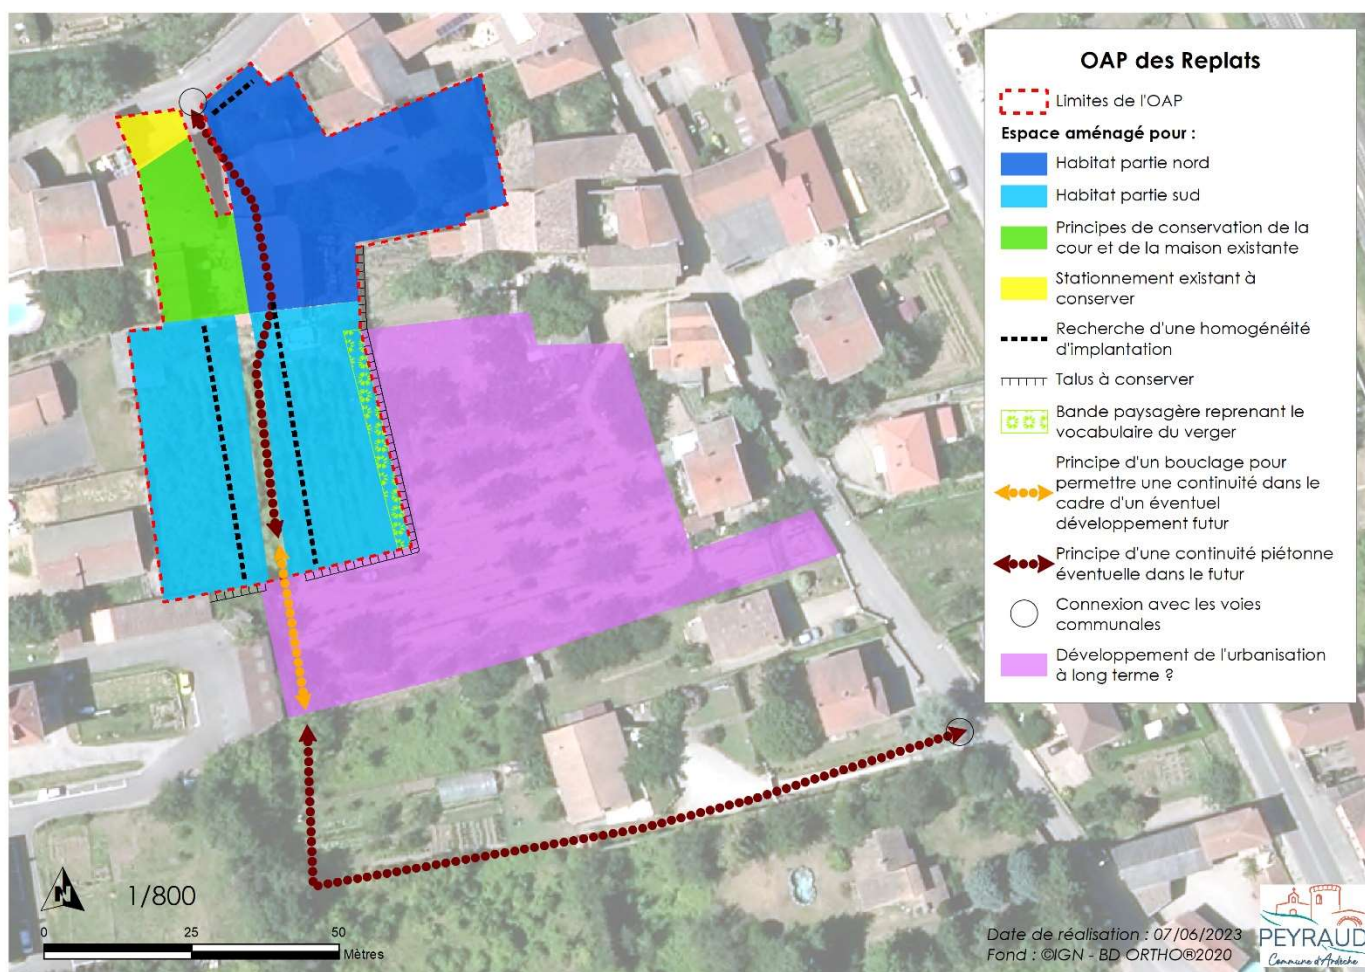 OAP des Replats
Limites de l'OAP
Espace aménagé pour :
Habitat partie nord
Habitat partie sud
Principes de conservation de la
cour et de la maison existante
Stationnement existant à
conserver
Recherche d'une homogénéité
d'implantation
Talus à conserver
Bande paysagère reprenant le
vocabulaire du verger
Principe d'un bouclage pour
permettre une continuité dans le
cadre d'un éventuel
développement futur
Principe d'une continuité piétonne
éventuelle dans le futur
Connexion avec les voies
communales
Développement de l'urbanisation
à long terme ?
N
1/800
0 25 50
Mètres
Date de réalisation : 07/06/2023
Fond : ©IGN - BD ORTHO®2020
PEYRAUD
Commune d'Ardèche